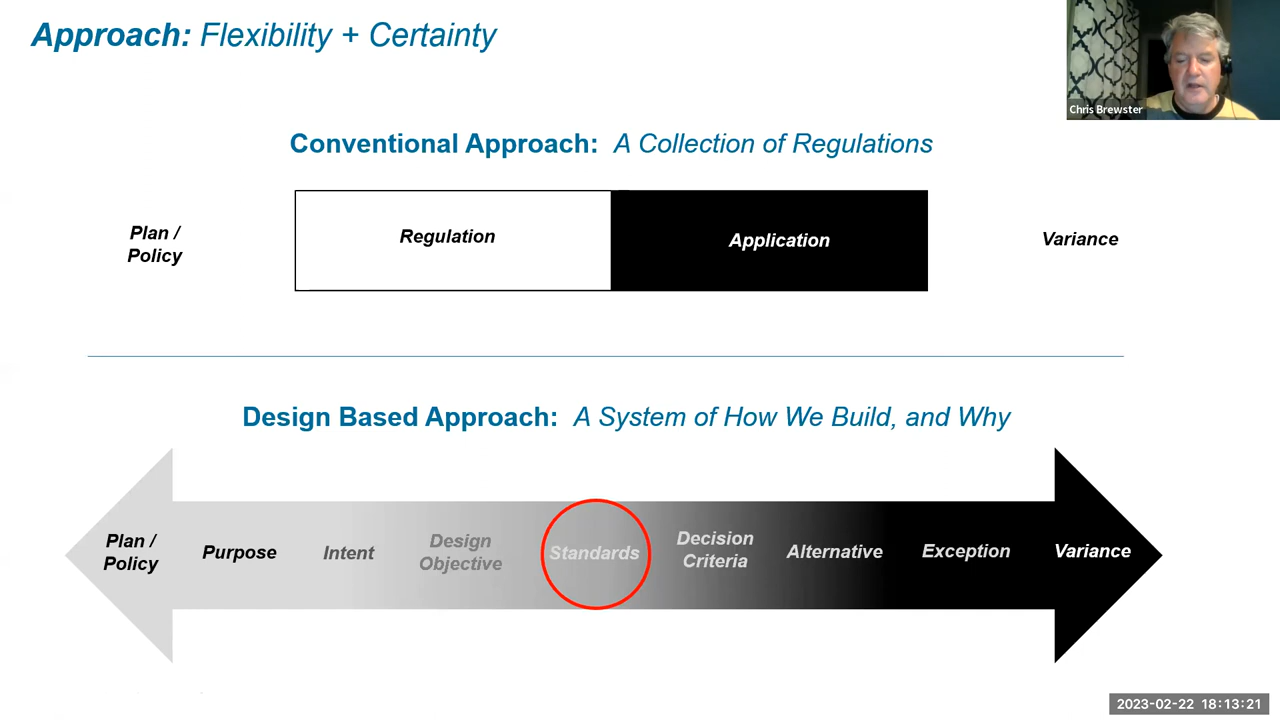 Approach: Flexibility + Certainty
Chris Brewster
Conventional Approach: A Collection of Regulations
Plan /
Policy
Regulation
Application
Variance
Design Based Approach: A System of How We Build, and Why
Plan /
Policy
Purpose
Intent
Design
Objective
Standards
Decision
Criteria
Alternative
Exception
Variance
2023-02-22 18:13:21